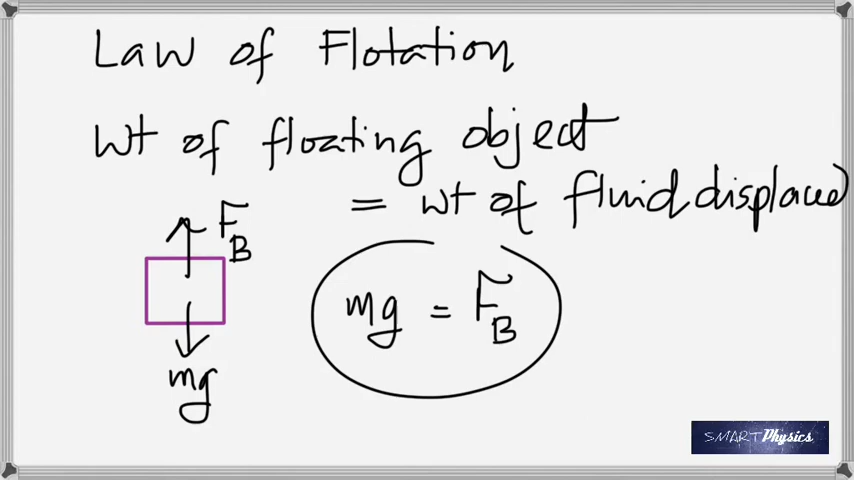 Law of Flotation
Wt of floating object
= wt of fluid displaced
F_B
mg = F_B
mg
SMARTPhysics